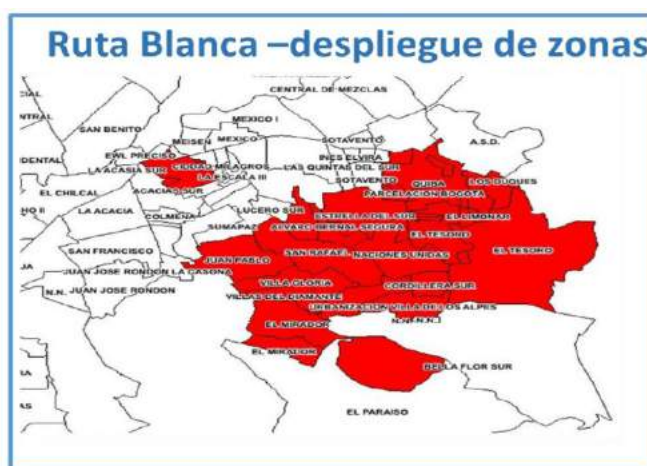 Ruta Blanca –despliegue de zonas
CENTRAL DE MEZCLAS
MEXICO I
SAN BENITO
MEISEN
MEXICO
SOTAVENTO
A.S.D.
EWL PRECISO
INES ELVIRA
LA ACASIA SUR
CIUDAD MILAGROS
LAS QUINTAS DEL SUR
LA ESCALA III
SOTAVENTO
QUIBA
LOS DUQUES
EL CHILCAL
ACACIAS SUR
PARCELACION BOGOTA
LA ACACIA
COLMENA
LUCERO SUR
ESTRELLA DEL SUR
EL LIMONAR
SUMAPAZ
ALVARO BERNAL SEGURA
EL TESORO
SAN FRANCISCO
SAN RAFAEL
NACIONES UNIDAS
EL TESORO
JUAN PABLO
JUAN JOSE RONDON LA CASONA
N.N.
JUAN JOSE RONDON
VILLA GLORIA
CORDILLERA SUR
VILLAS DEL DIAMANTE
URBANIZACION VILLA DE LOS ALPES
EL MIRADOR
N.N.
N.N.
EL MIRADOR
BELLA FLOR SUR
EL PARAISO